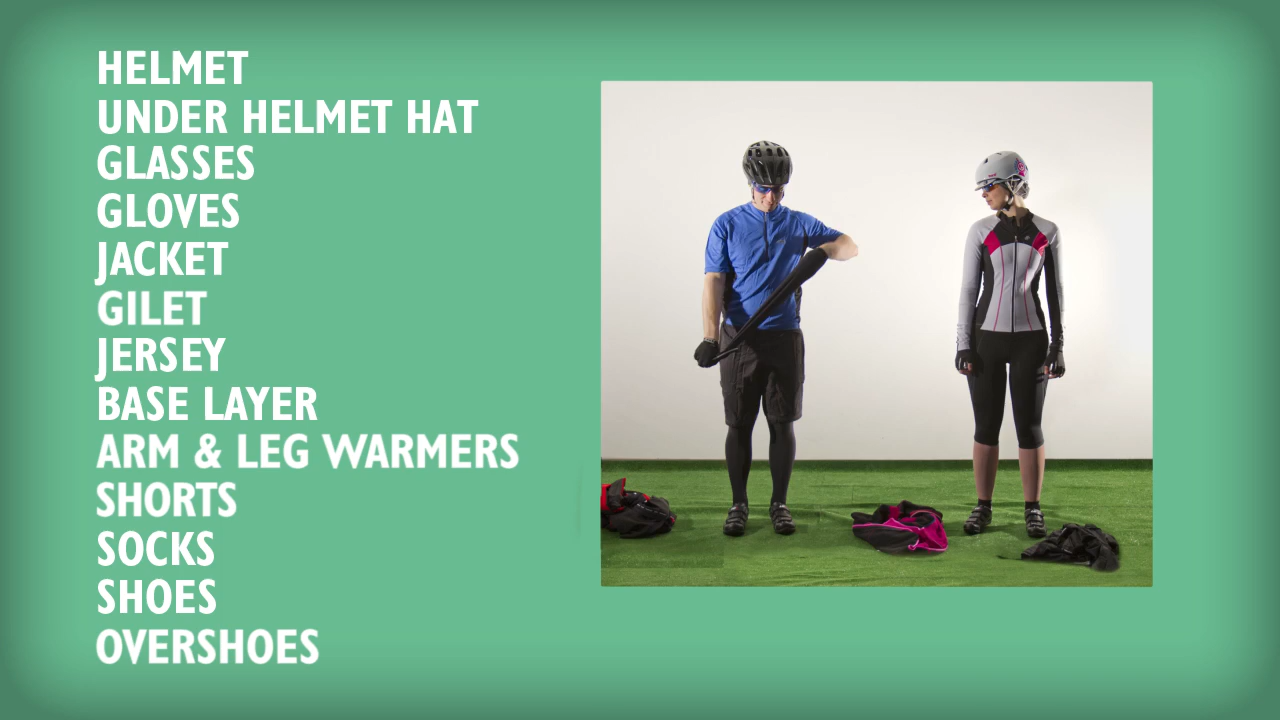 HELMET
UNDER HELMET HAT
GLASSES
GLOVES
JACKET
GILET
JERSEY
BASE LAYER
ARM & LEG WARMERS
SHORTS
SOCKS
SHOES
OVERSHOES